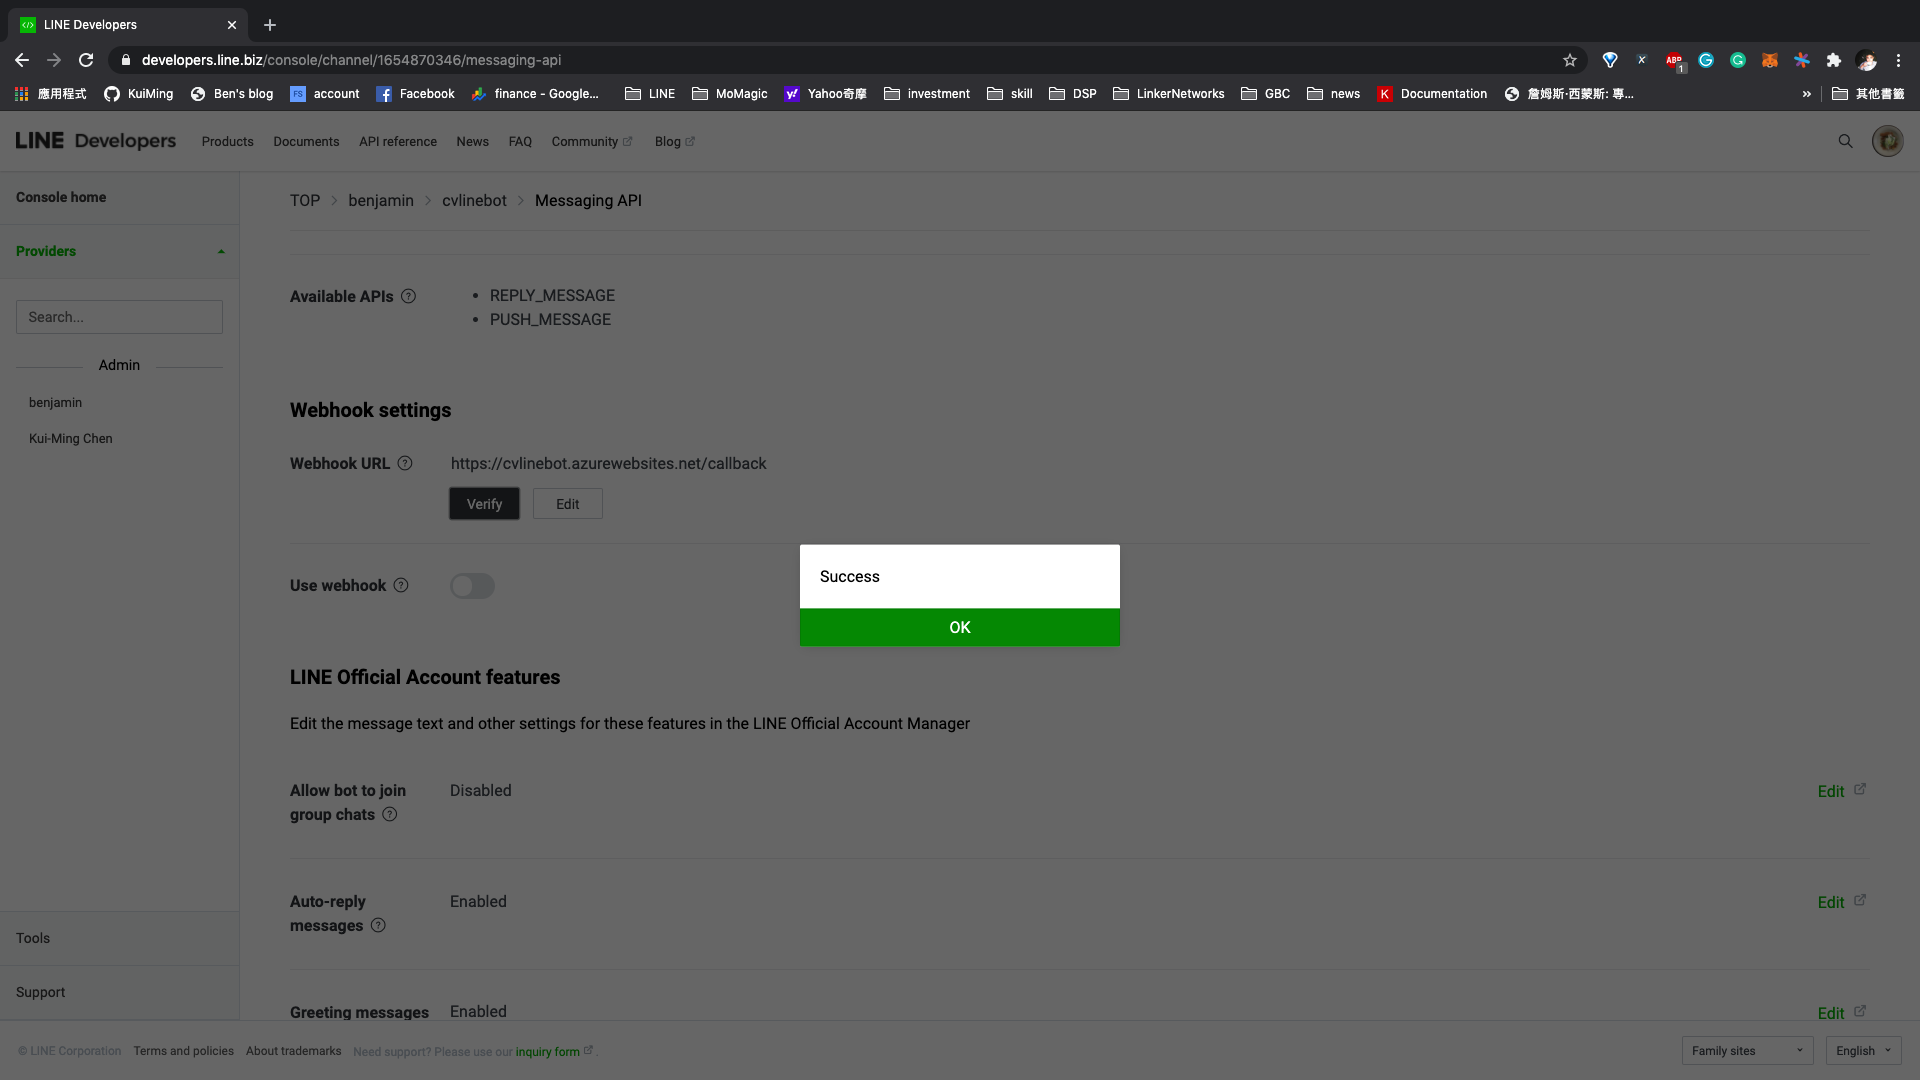 LINE Developers
developers.line.biz/console/channel/1654870346/messaging-api
ABP
1
應用程式
KuiMing
Ben's blog
FS account
Facebook
finance - Google...
LINE
MoMagic
Yahoo奇摩
investment
skill
DSP
LinkerNetworks
GBC
news
K Documentation
詹姆斯·西蒙斯: 專...
»
其他書籤
LINE Developers
Products
Documents
API reference
News
FAQ
Community
Blog
Console home
Providers
Search...
Admin
benjamin
Kui-Ming Chen
Tools
Support
TOP > benjamin > cvlinebot > Messaging API
Available APIs ?
• REPLY_MESSAGE
• PUSH_MESSAGE
Webhook settings
Webhook URL ?
https://cvlinebot.azurewebsites.net/callback
Verify
Edit
Use webhook ?
Success
OK
LINE Official Account features
Edit the message text and other settings for these features in the LINE Official Account Manager
Allow bot to join
group chats ?
Disabled
Edit
Auto-reply
messages ?
Enabled
Edit
Greeting messages
Enabled
Edit
© LINE Corporation
Terms and policies
About trademarks
Need support? Please use our inquiry form .
Family sites
English